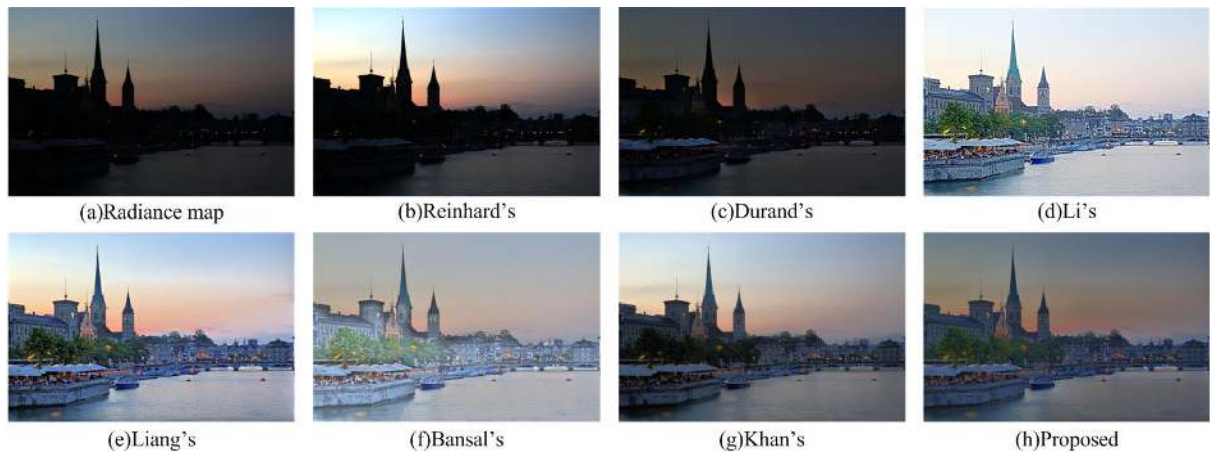 (a)Radiance map
(b)Reinhard's
(c)Durand's
(d)Li's
(e)Liang's
(f)Bansal's
(g)Khan's
(h)Proposed